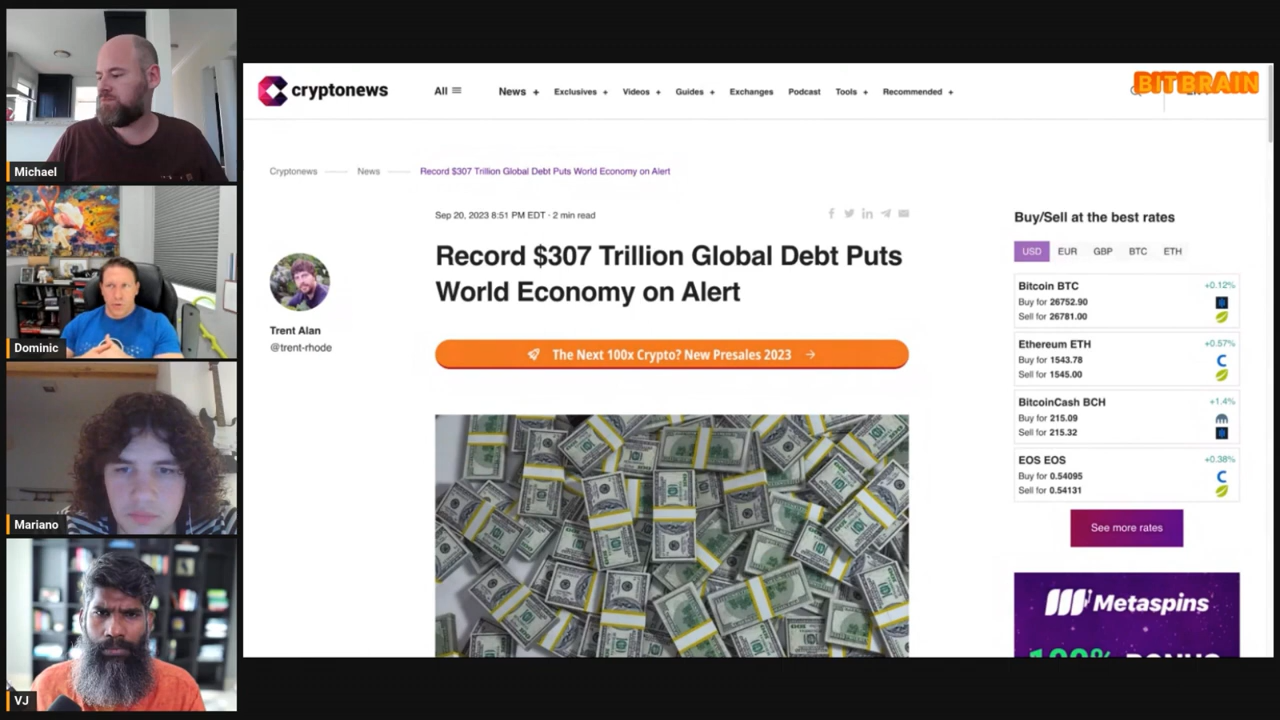 Michael
Dominic
Mariano
VJ
cryptonews
All
News +
Exclusives +
Videos +
Guides +
Exchanges
Podcast
Tools +
Recommended +
BITBRAIN
Cryptonews
News
Record $307 Trillion Global Debt Puts World Economy on Alert
Sep 20, 2023 8:51 PM EDT · 2 min read
Trent Alan
@trent-rhode
Record $307 Trillion Global Debt Puts
World Economy on Alert
The Next 100x Crypto? New Presales 2023 →
Buy/Sell at the best rates
USD EUR GBP BTC ETH
Bitcoin BTC +0.12%
Buy for 26752.90
Sell for 26781.00
Ethereum ETH +0.57%
Buy for 1543.78
Sell for 1545.00
BitcoinCash BCH +1.4%
Buy for 215.09
Sell for 215.32
EOS EOS +0.38%
Buy for 0.54095
Sell for 0.54131
See more rates
Metaspins
100% BONUS